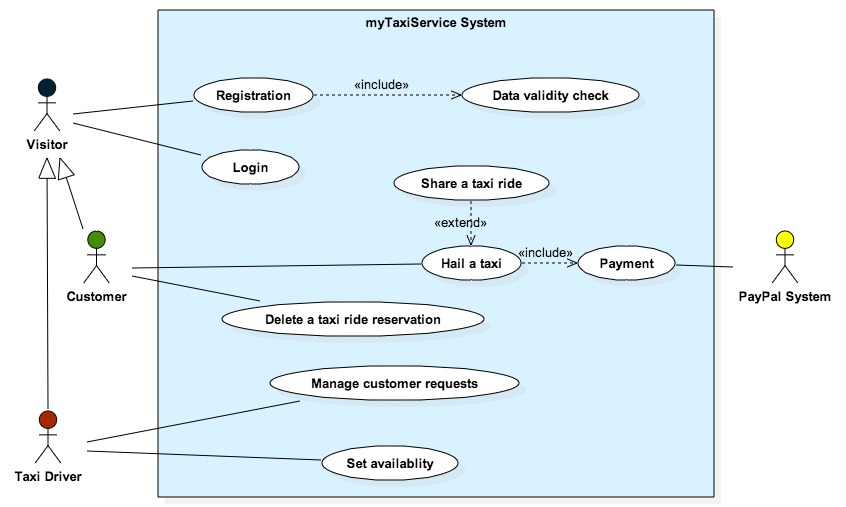 myTaxiService System
Registration
«include»
Data validity check
Visitor
Login
Share a taxi ride
«extend»
Hail a taxi
«include»
Payment
Customer
PayPal System
Delete a taxi ride reservation
Manage customer requests
Set availablity
Taxi Driver